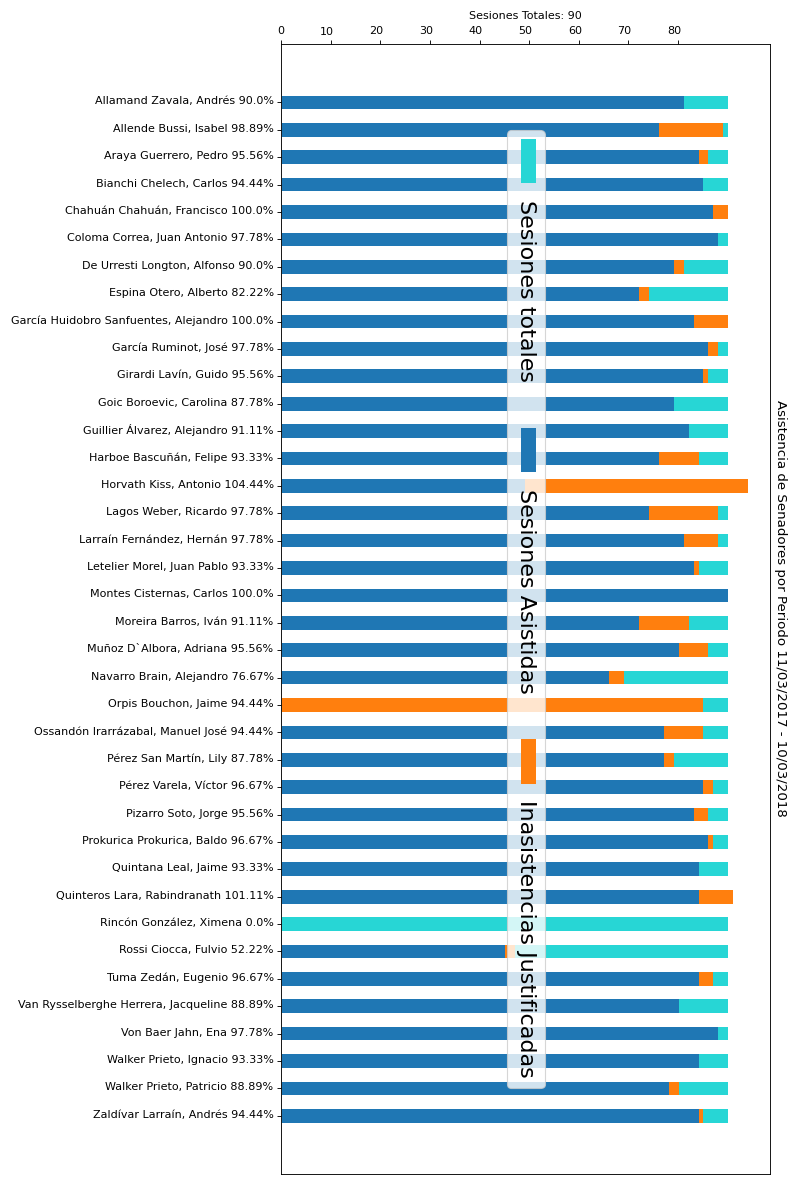 Sesiones Totales: 90
0 10 20 30 40 50 60 70 80
Allamand Zavala, Andrés 90.0%
Allende Bussi, Isabel 98.89%
Araya Guerrero, Pedro 95.56%
Bianchi Chelech, Carlos 94.44%
Chahuán Chahuán, Francisco 100.0%
Coloma Correa, Juan Antonio 97.78%
De Urresti Longton, Alfonso 90.0%
Espina Otero, Alberto 82.22%
García Huidobro Sanfuentes, Alejandro 100.0%
García Ruminot, José 97.78%
Girardi Lavín, Guido 95.56%
Goic Boroevic, Carolina 87.78%
Guillier Álvarez, Alejandro 91.11%
Harboe Bascuñán, Felipe 93.33%
Horvath Kiss, Antonio 104.44%
Lagos Weber, Ricardo 97.78%
Larraín Fernández, Hernán 97.78%
Letelier Morel, Juan Pablo 93.33%
Montes Cisternas, Carlos 100.0%
Moreira Barros, Iván 91.11%
Muñoz D`Albora, Adriana 95.56%
Navarro Brain, Alejandro 76.67%
Orpis Bouchon, Jaime 94.44%
Ossandón Irarrázabal, Manuel José 94.44%
Pérez San Martín, Lily 87.78%
Pérez Varela, Víctor 96.67%
Pizarro Soto, Jorge 95.56%
Prokurica Prokurica, Baldo 96.67%
Quintana Leal, Jaime 93.33%
Quinteros Lara, Rabindranath 101.11%
Rincón González, Ximena 0.0%
Rossi Ciocca, Fulvio 52.22%
Tuma Zedán, Eugenio 96.67%
Van Rysselberghe Herrera, Jacqueline 88.89%
Von Baer Jahn, Ena 97.78%
Walker Prieto, Ignacio 93.33%
Walker Prieto, Patricio 88.89%
Zaldívar Larraín, Andrés 94.44%
Sesiones totales
Sesiones Asistidas
Inasistencias Justificadas
Asistencia de Senadores por Periodo 11/03/2017 - 10/03/2018